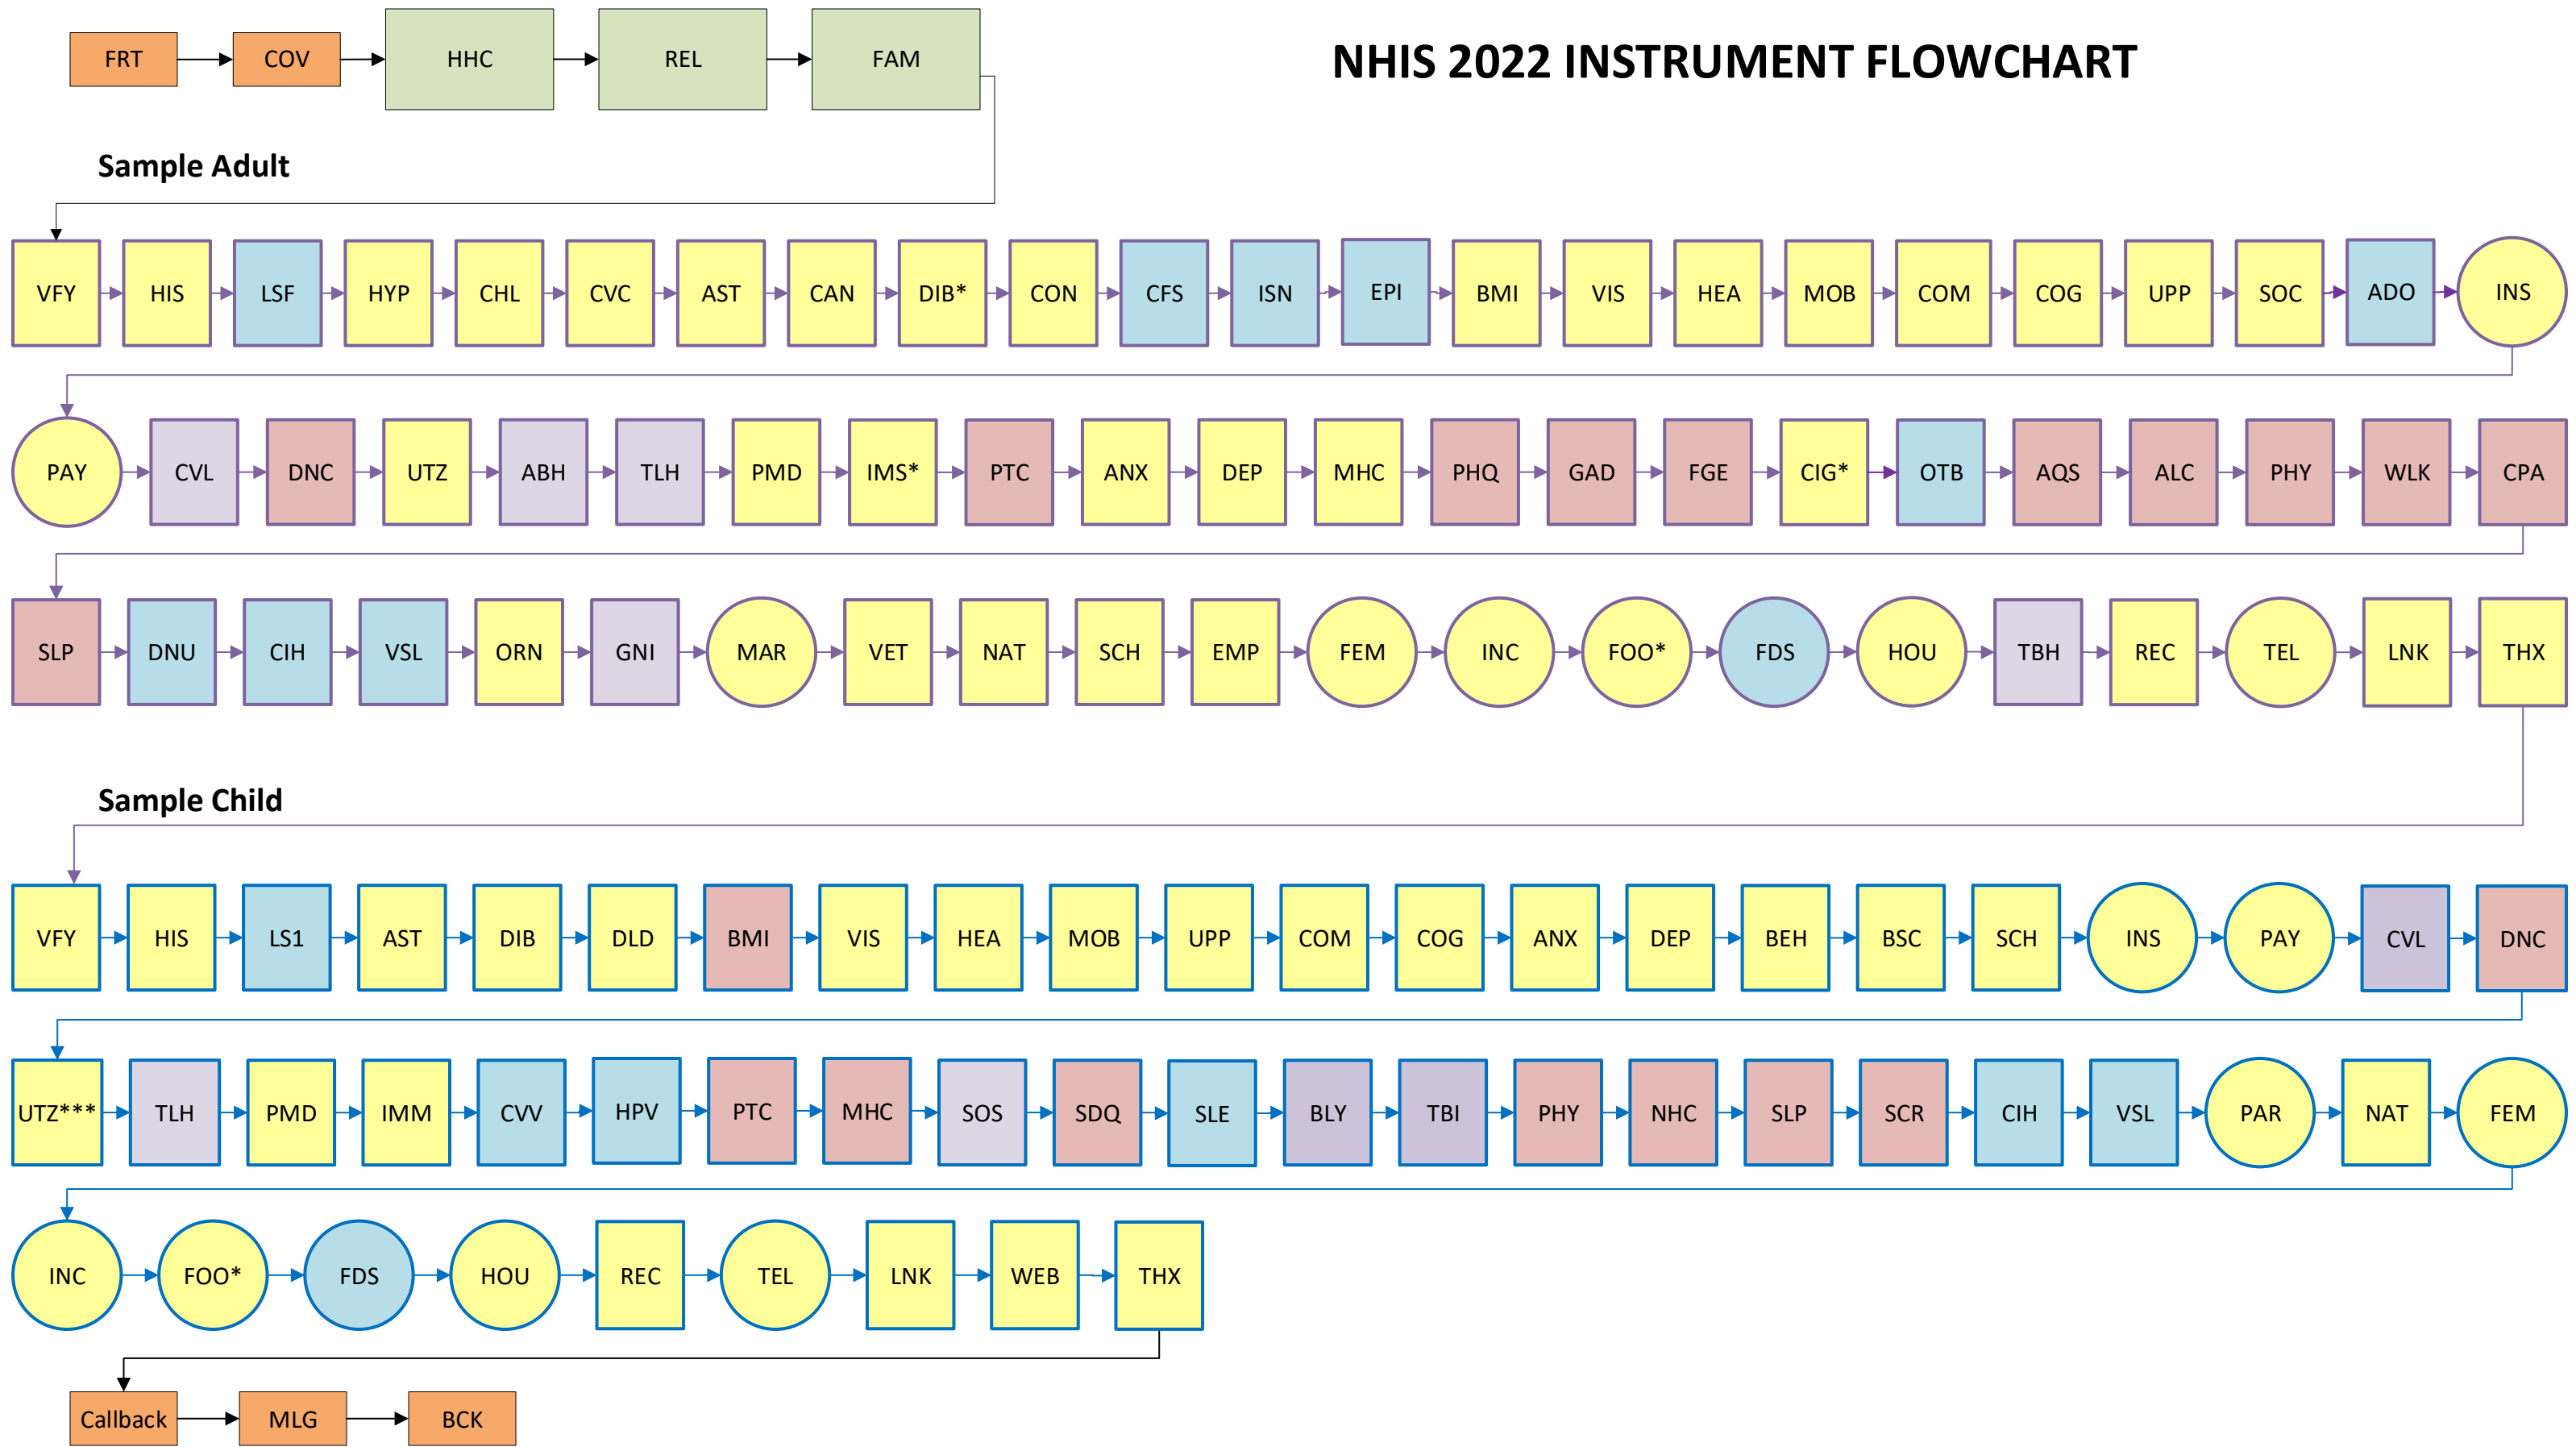 FRT COV HHC REL FAM
NHIS 2022 INSTRUMENT FLOWCHART
Sample Adult
VFY HIS LSF HYP CHL CVC AST CAN DIB* CON CFS ISN EPI BMI VIS HEA MOB COM COG UPP SOC ADO INS
PAY CVL DNC UTZ ABH TLH PMD IMS* PTC ANX DEP MHC PHQ GAD FGE CIG* OTB AQS ALC PHY WLK CPA
SLP DNU CIH VSL ORN GNI MAR VET NAT SCH EMP FEM INC FOO* FDS HOU TBH REC TEL LNK THX
Sample Child
VFY HIS LS1 AST DIB DLD BMI VIS HEA MOB UPP COM COG ANX DEP BEH BSC SCH INS PAY CVL DNC
UTZ*** TLH PMD IMM CVV HPV PTC MHC SOS SDQ SLE BLY TBI PHY NHC SLP SCR CIH VSL PAR NAT FEM
INC FOO* FDS HOU REC TEL LNK WEB THX
Callback MLG BCK